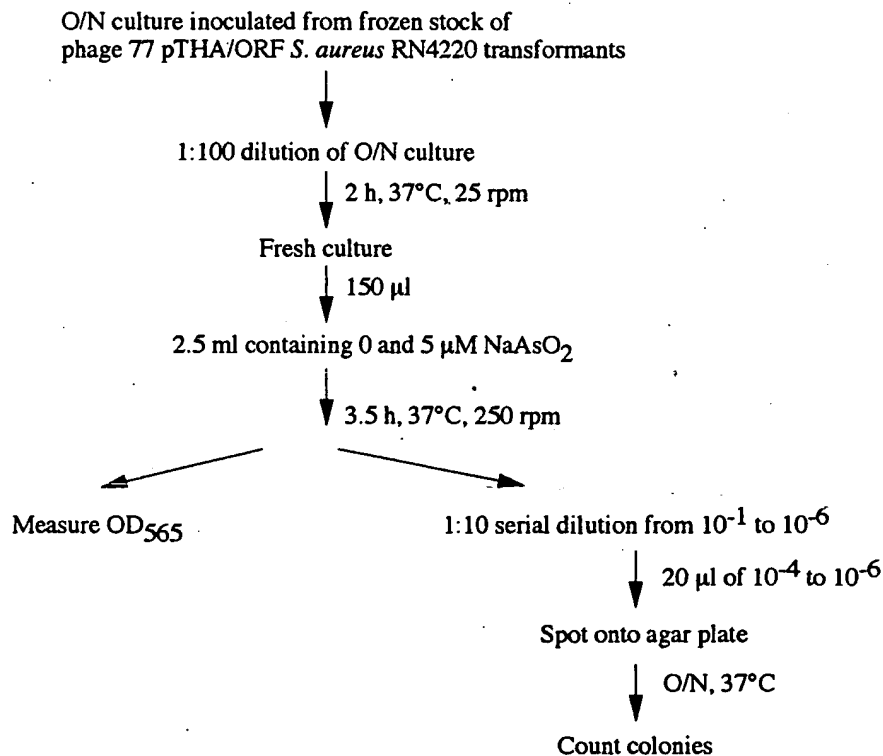 O/N culture inoculated from frozen stock of
phage 77 pTHA/ORF S. aureus RN4220 transformants
1:100 dilution of O/N culture
2 h, 37°C, 25 rpm
Fresh culture
150 µl
2.5 ml containing 0 and 5 µM NaAsO2
3.5 h, 37°C, 250 rpm
Measure OD565
1:10 serial dilution from 10-1 to 10-6
20 µl of 10-4 to 10-6
Spot onto agar plate
O/N, 37°C
Count colonies